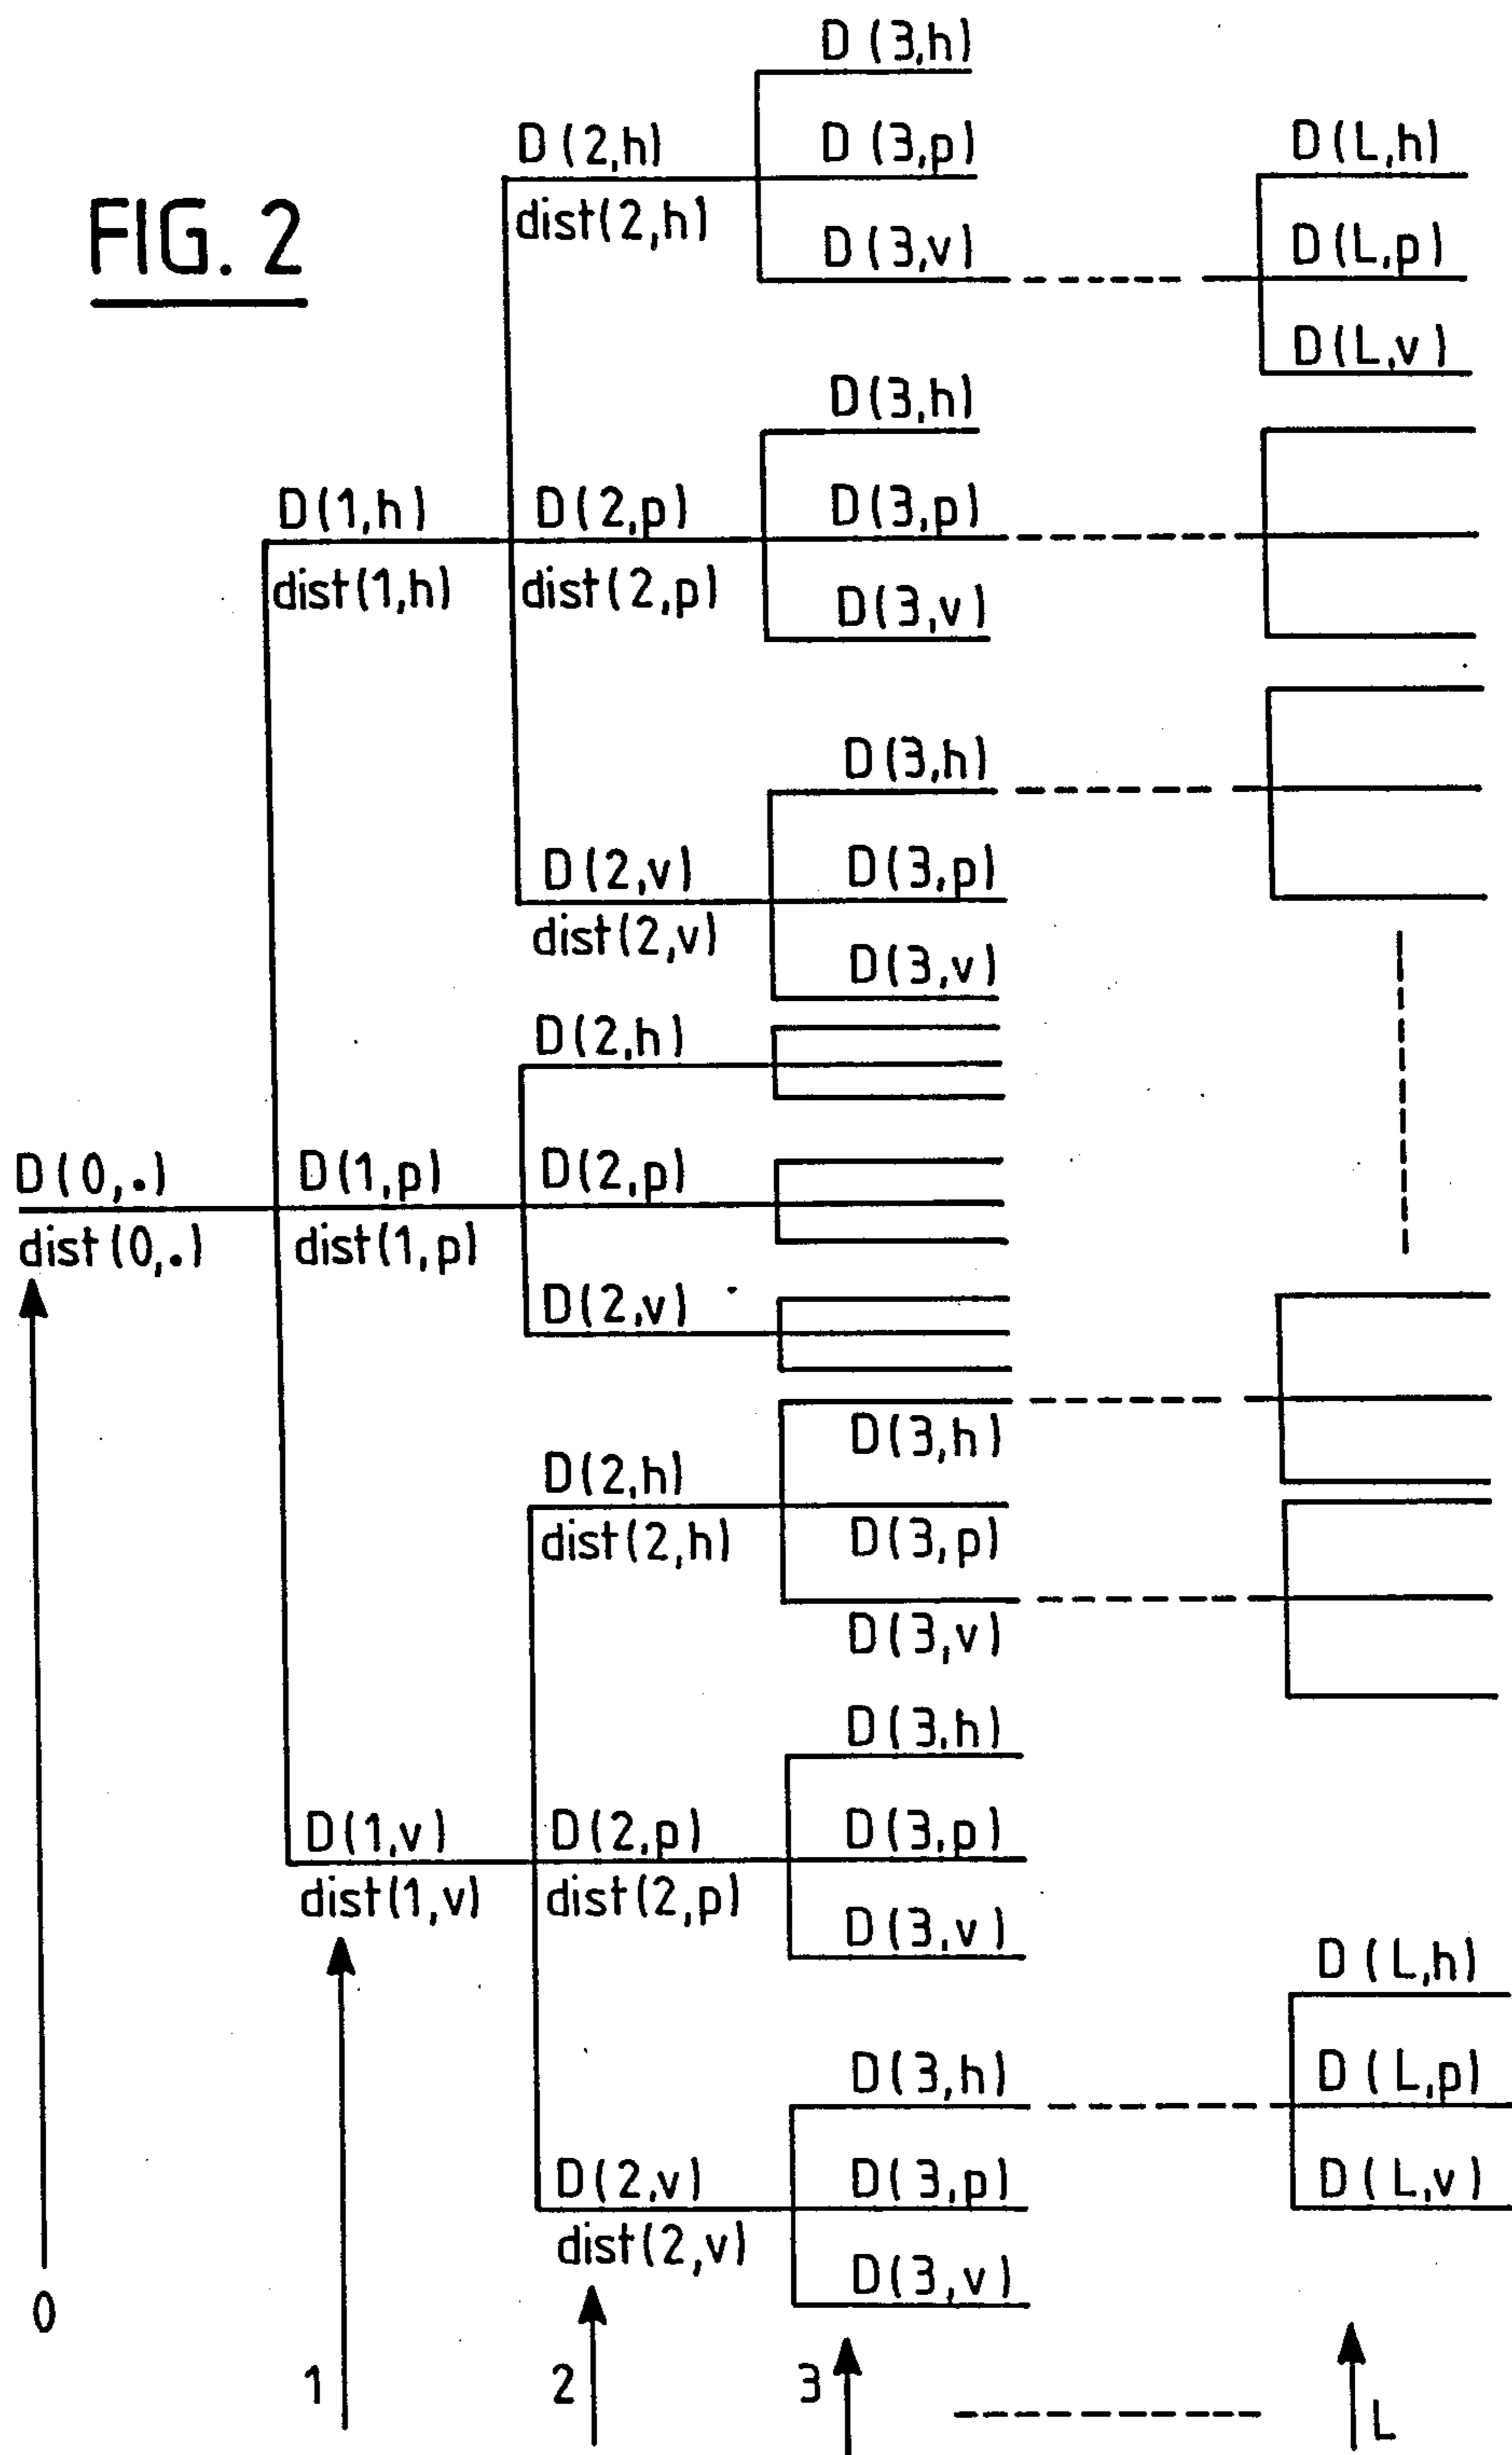 FIG. 2
D(3,h)
D(2,h)
D(3,p)
D(L,h)
dist(2,h)
D(3,v)
D(L,p)
D(L,v)
D(3,h)
D(1,h)
D(2,p)
D(3,p)
dist(1,h)
dist(2,p)
D(3,v)
D(3,h)
D(2,v)
D(3,p)
dist(2,v)
D(3,v)
D(2,h)
D(0,.)
D(1,p)
D(2,p)
dist(0,.)
dist(1,p)
D(2,v)
D(3,h)
D(2,h)
dist(2,h)
D(3,p)
D(3,v)
D(3,h)
D(1,v)
D(2,p)
D(3,p)
dist(1,v)
dist(2,p)
D(3,v)
D(L,h)
D(3,h)
D(L,p)
D(2,v)
D(3,p)
D(L,v)
dist(2,v)
D(3,v)
0
1
2
3
L